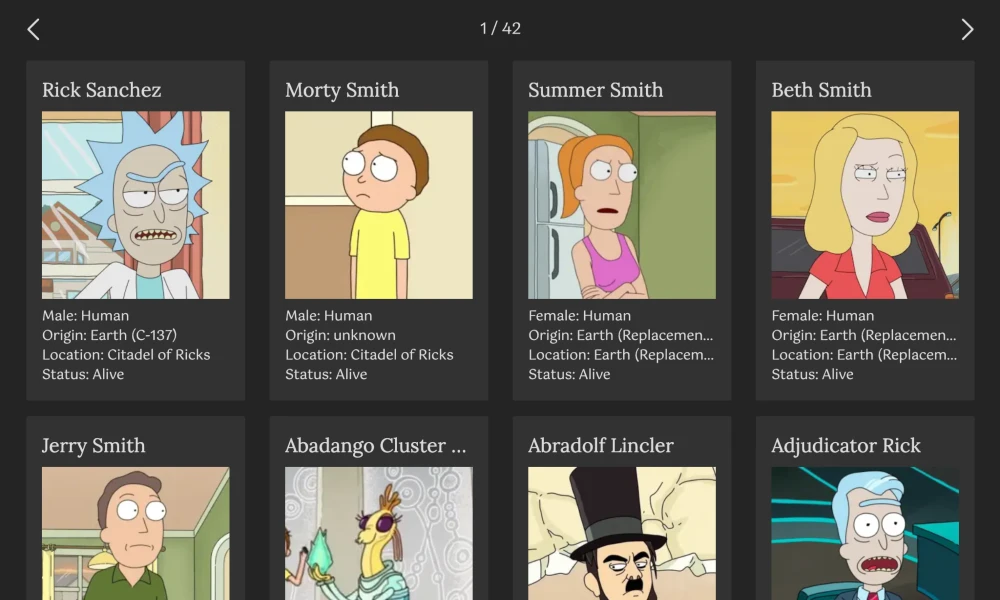 1 / 42
Rick Sanchez
Male: Human
Origin: Earth (C-137)
Location: Citadel of Ricks
Status: Alive
Morty Smith
Male: Human
Origin: unknown
Location: Citadel of Ricks
Status: Alive
Summer Smith
Female: Human
Origin: Earth (Replacemen...
Location: Earth (Replacem...
Status: Alive
Beth Smith
Female: Human
Origin: Earth (Replacemen...
Location: Earth (Replacem...
Status: Alive
Jerry Smith
Abadango Cluster ...
Abradolf Lincler
Adjudicator Rick